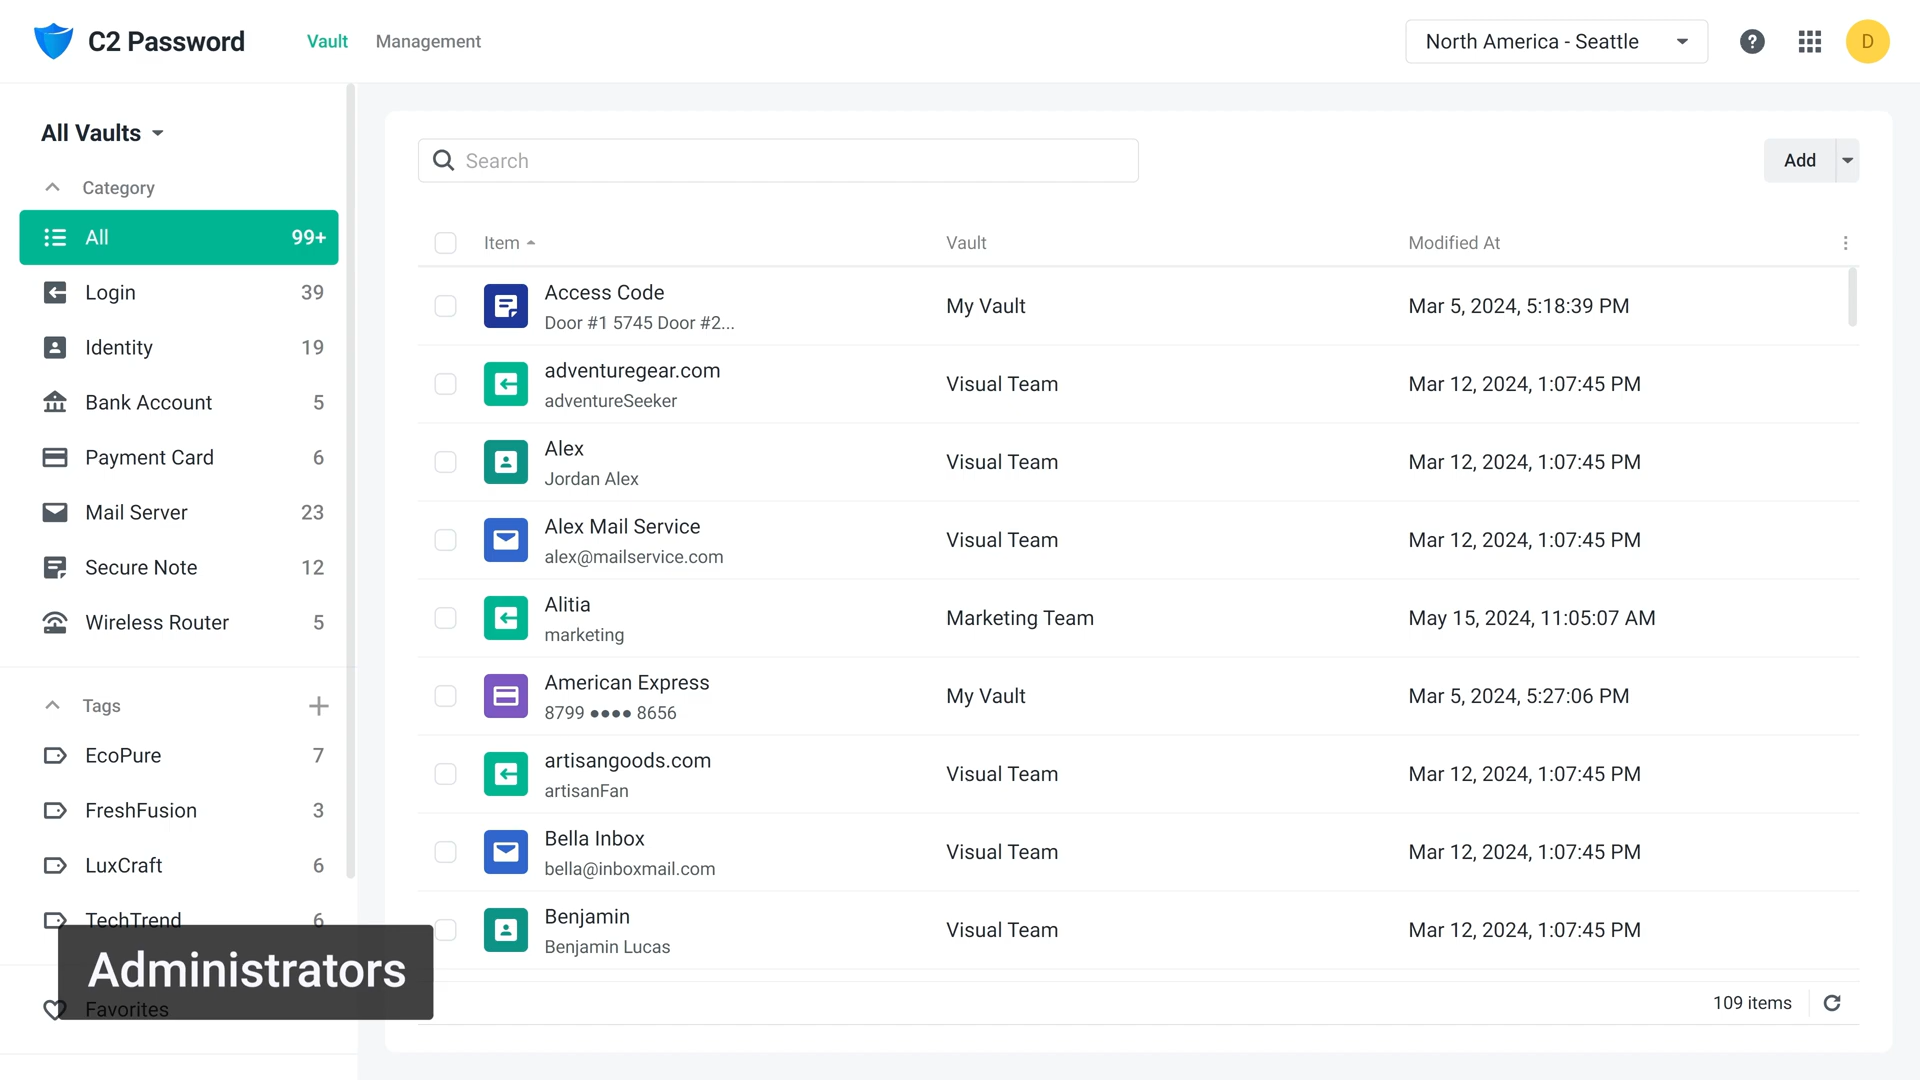 C2 Password
Vault
Management
North America - Seattle
?
D
All Vaults
Category
All 99+
Login 39
Identity 19
Bank Account 5
Payment Card 6
Mail Server 23
Secure Note 12
Wireless Router 5
Tags
EcoPure 7
FreshFusion 3
LuxCraft 6
TechTrend 6
Administrators
Favorites
Search
Add
Item Vault Modified At
Access Code
Door #1 5745 Door #2...
My Vault
Mar 5, 2024, 5:18:39 PM
adventuregear.com
adventureSeeker
Visual Team
Mar 12, 2024, 1:07:45 PM
Alex
Jordan Alex
Visual Team
Mar 12, 2024, 1:07:45 PM
Alex Mail Service
alex@mailservice.com
Visual Team
Mar 12, 2024, 1:07:45 PM
Alitia
marketing
Marketing Team
May 15, 2024, 11:05:07 AM
American Express
8799 ●●●● 8656
My Vault
Mar 5, 2024, 5:27:06 PM
artisangoods.com
artisanFan
Visual Team
Mar 12, 2024, 1:07:45 PM
Bella Inbox
bella@inboxmail.com
Visual Team
Mar 12, 2024, 1:07:45 PM
Benjamin
Benjamin Lucas
Visual Team
Mar 12, 2024, 1:07:45 PM
109 items